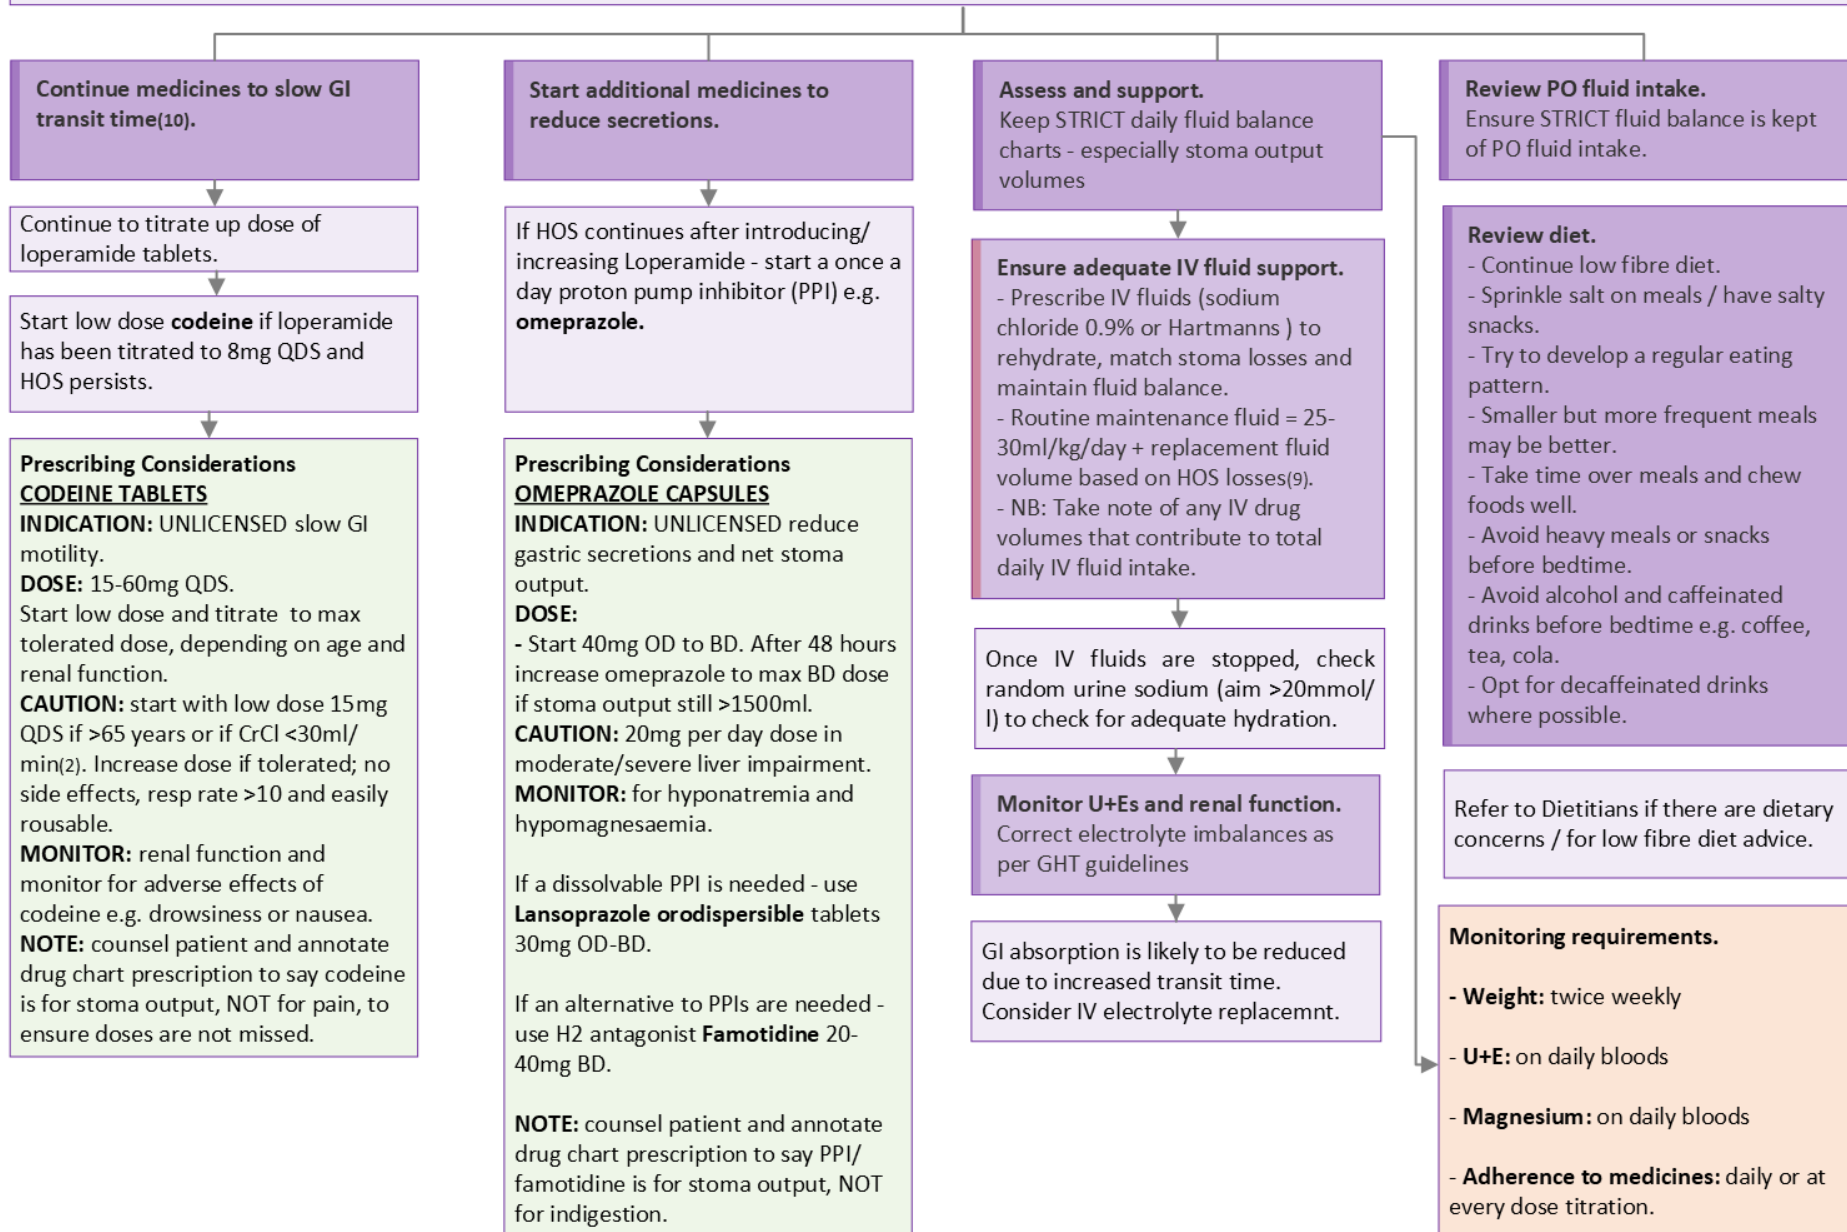 Continue medicines to slow GI
transit time(10).
Continue to titrate up dose of
loperamide tablets.
Start low dose codeine if loperamide
has been titrated to 8mg QDS and
HOS persists.
Prescribing Considerations
CODEINE TABLETS
INDICATION: UNLICENSED slow GI
motility.
DOSE: 15-60mg QDS.
Start low dose and titrate to max
tolerated dose, depending on age and
renal function.
CAUTION: start with low dose 15mg
QDS if >65 years or if CrCl <30ml/
min(2). Increase dose if tolerated; no
side effects, resp rate >10 and easily
rousable.
MONITOR: renal function and
monitor for adverse effects of
codeine e.g. drowsiness or nausea.
NOTE: counsel patient and annotate
drug chart prescription to say codeine
is for stoma output, NOT for pain, to
ensure doses are not missed.
Start additional medicines to
reduce secretions.
If HOS continues after introducing/
increasing Loperamide - start a once a
day proton pump inhibitor (PPI) e.g.
omeprazole.
Prescribing Considerations
OMEPRAZOLE CAPSULES
INDICATION: UNLICENSED reduce
gastric secretions and net stoma
output.
DOSE:
- Start 40mg OD to BD. After 48 hours
increase omeprazole to max BD dose
if stoma output still >1500ml.
CAUTION: 20mg per day dose in
moderate/severe liver impairment.
MONITOR: for hyponatremia and
hypomagnesaemia.
If a dissolvable PPI is needed - use
Lansoprazole orodispersible tablets
30mg OD-BD.
If an alternative to PPIs are needed -
use H2 antagonist Famotidine 20-
40mg BD.
NOTE: counsel patient and annotate
drug chart prescription to say PPI/
famotidine is for stoma output, NOT
for indigestion.
Assess and support.
Keep STRICT daily fluid balance
charts - especially stoma output
volumes
Ensure adequate IV fluid support.
- Prescribe IV fluids (sodium
chloride 0.9% or Hartmanns ) to
rehydrate, match stoma losses and
maintain fluid balance.
- Routine maintenance fluid = 25-
30ml/kg/day + replacement fluid
volume based on HOS losses(9).
- NB: Take note of any IV drug
volumes that contribute to total
daily IV fluid intake.
Once IV fluids are stopped, check
random urine sodium (aim >20mmol/
l) to check for adequate hydration.
Monitor U+Es and renal function.
Correct electrolyte imbalances as
per GHT guidelines
GI absorption is likely to be reduced
due to increased transit time.
Consider IV electrolyte replacemnt.
Review PO fluid intake.
Ensure STRICT fluid balance is kept
of PO fluid intake.
Review diet.
- Continue low fibre diet.
- Sprinkle salt on meals / have salty
snacks.
- Try to develop a regular eating
pattern.
- Smaller but more frequent meals
may be better.
- Take time over meals and chew
foods well.
- Avoid heavy meals or snacks
before bedtime.
- Avoid alcohol and caffeinated
drinks before bedtime e.g. coffee,
tea, cola.
- Opt for decaffeinated drinks
where possible.
Refer to Dietitians if there are dietary
concerns / for low fibre diet advice.
Monitoring requirements.
- Weight: twice weekly
- U+E: on daily bloods
- Magnesium: on daily bloods
- Adherence to medicines: daily or at
every dose titration.